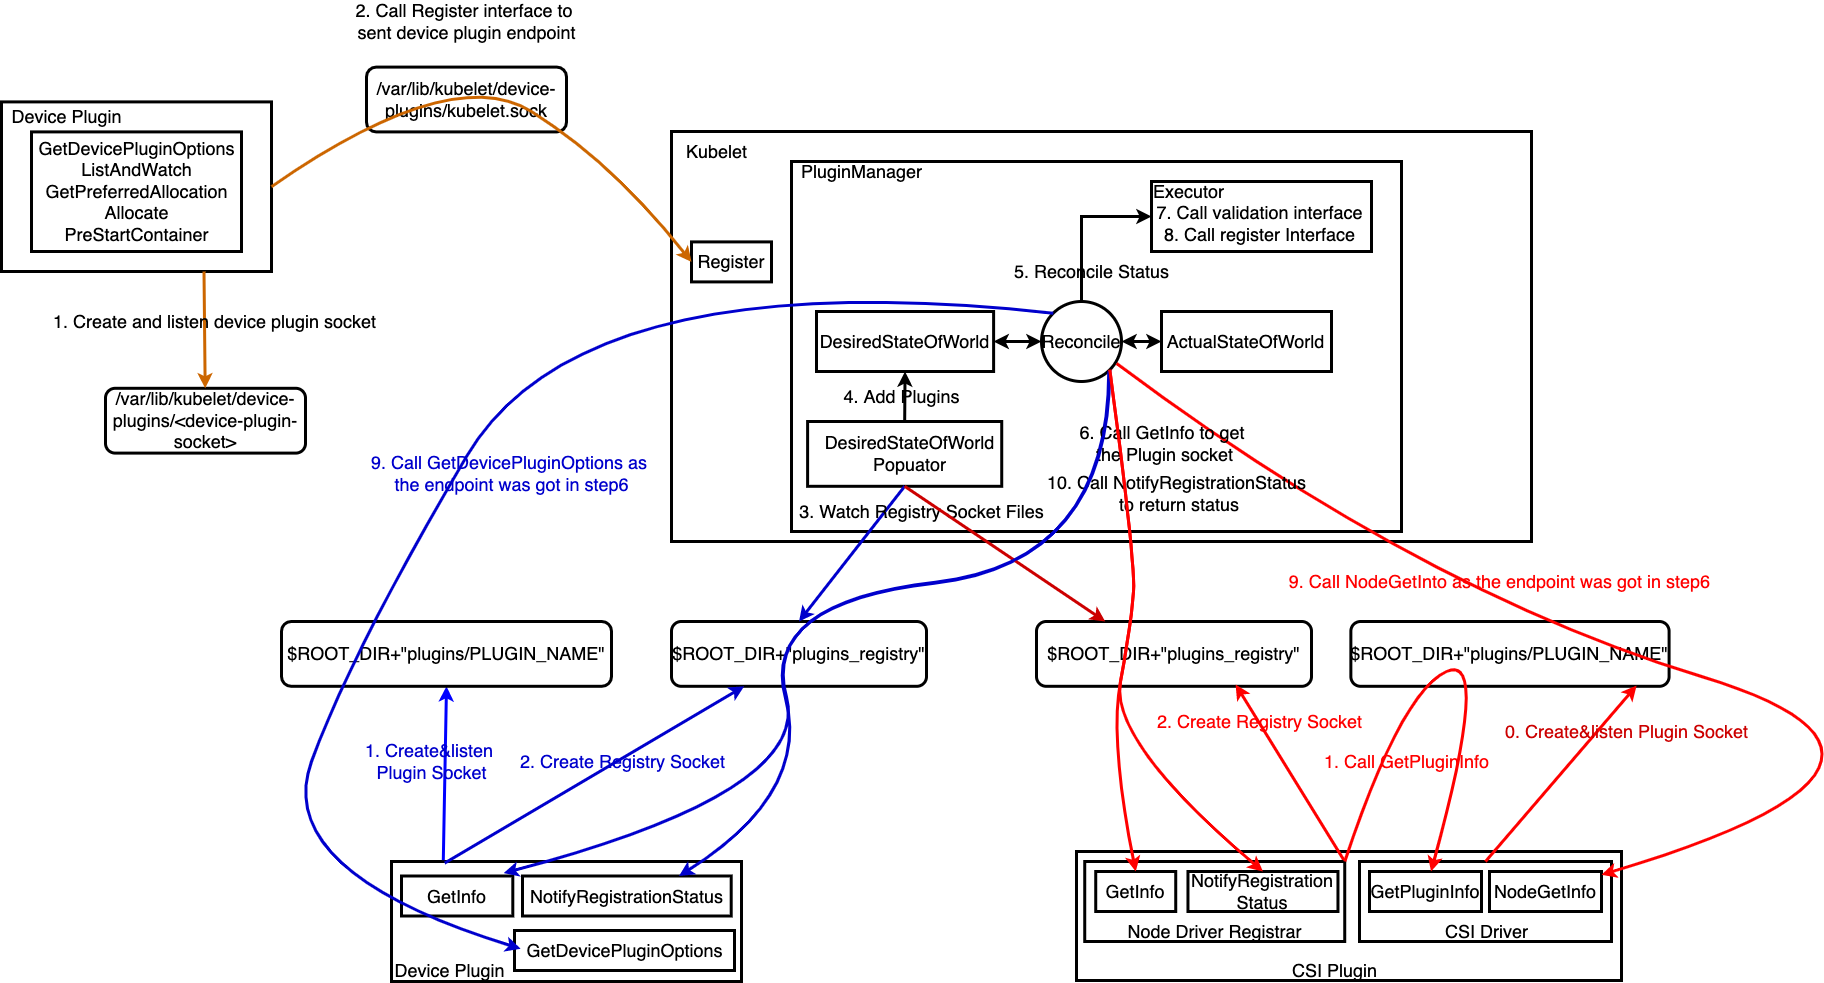 2. Call Register interface to
sent device plugin endpoint
/var/lib/kubelet/device-
plugins/kubelet.sock
Device Plugin
GetDevicePluginOptions
ListAndWatch
GetPreferredAllocation
Allocate
PreStartContainer
1. Create and listen device plugin socket
/var/lib/kubelet/device-
plugins/<device-plugin-
socket>
Kubelet
Register
PluginManager
Executor
7. Call validation interface
8. Call register Interface
5. Reconcile Status
DesiredStateOfWorld
Reconcile
ActualStateOfWorld
4. Add Plugins
DesiredStateOfWorld
Popuator
6. Call GetInfo to get
the Plugin socket
10. Call NotifyRegistrationStatus
to return status
3. Watch Registry Socket Files
9. Call GetDevicePluginOptions as
the endpoint was got in step6
9. Call NodeGetInto as the endpoint was got in step6
$ROOT_DIR+"plugins/PLUGIN_NAME"
$ROOT_DIR+"plugins_registry"
$ROOT_DIR+"plugins_registry"
$ROOT_DIR+"plugins/PLUGIN_NAME"
1. Create&listen
Plugin Socket
2. Create Registry Socket
2. Create Registry Socket
1. Call GetPluginInfo
0. Create&listen Plugin Socket
GetInfo
NotifyRegistrationStatus
GetDevicePluginOptions
Device Plugin
GetInfo
NotifyRegistration
Status
Node Driver Registrar
GetPluginInfo
NodeGetInfo
CSI Driver
CSI Plugin